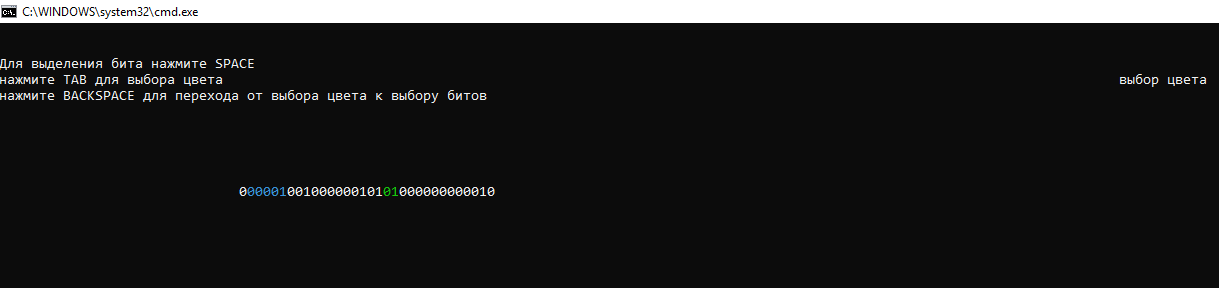 C:\WINDOWS\system32\cmd.exe
Для выделения бита нажмите SPACE
нажмите TAB для выбора цвета выбор цвета
нажмите BACKSPACE для перехода от выбора цвета к выбору битов
00000100100000010101000000000010